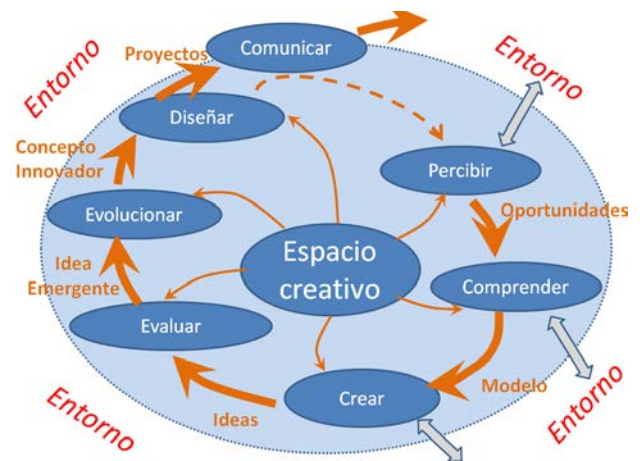 Comunicar
Entorno
Proyectos
Entorno
Diseñar
Concepto
Innovador
Percibir
Evolucionar
Oportunidades
Espacio
creativo
Idea
Emergente
Comprender
Evaluar
Modelo
Crear
Ideas
Entorno
Entorno